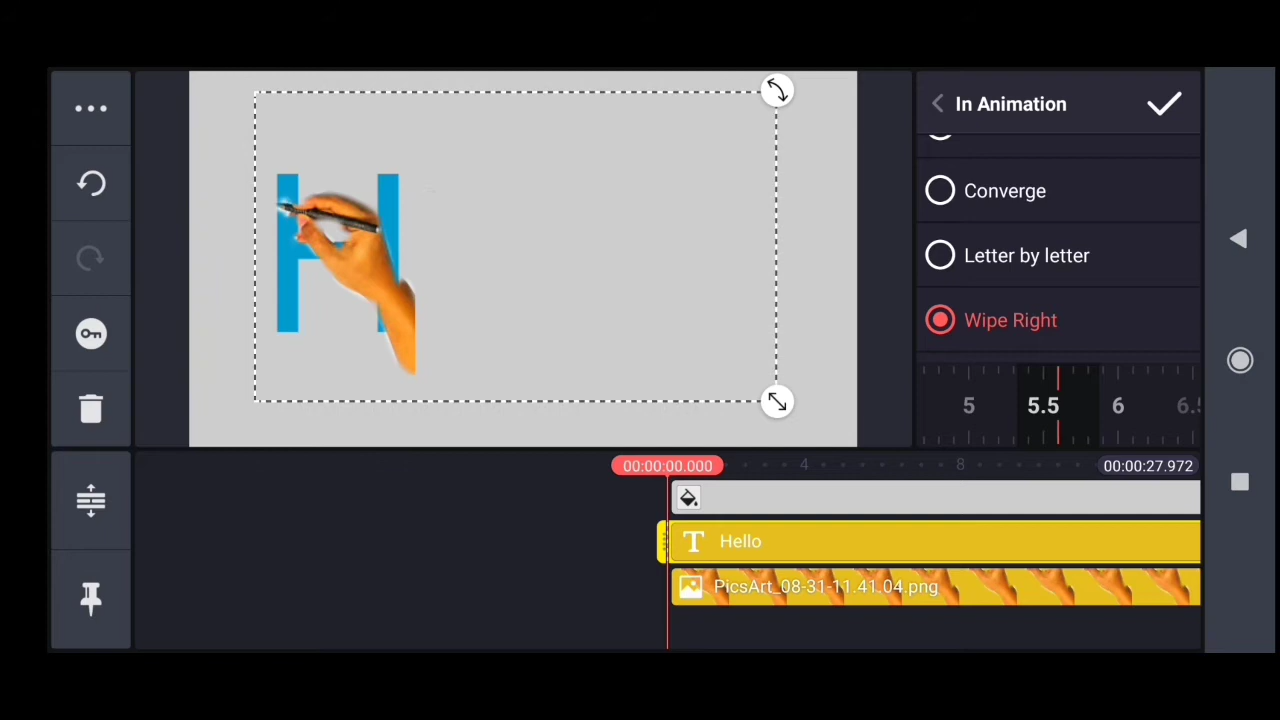 H
In Animation
Converge
Letter by letter
Wipe Right
5 5.5 6 6.5
00:00:00.000 4 8 00:00:27.972
T Hello
PicsArt_08-31-11.41.04.png